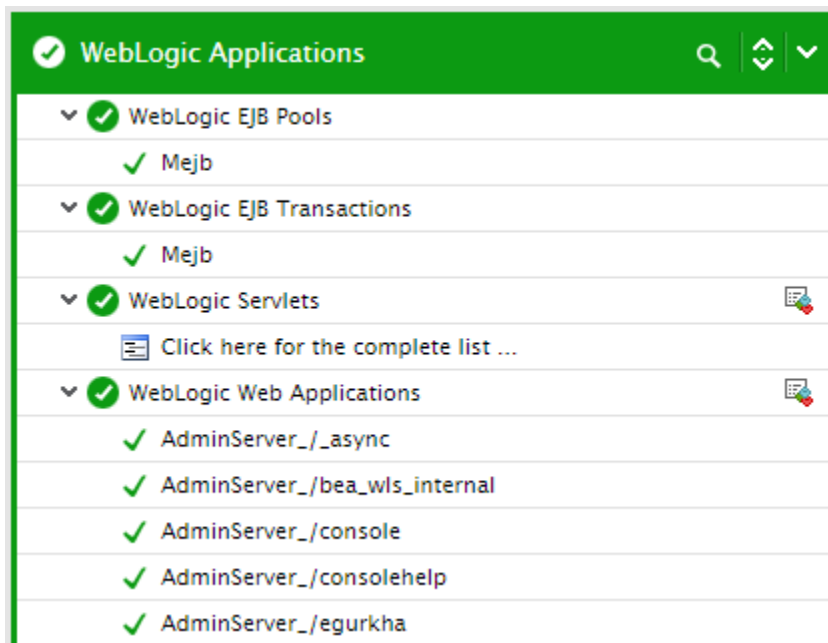 WebLogic Applications
WebLogic EJB Pools
Mejb
WebLogic EJB Transactions
Mejb
WebLogic Servlets
Click here for the complete list ...
WebLogic Web Applications
AdminServer_/_async
AdminServer_/bea_wls_internal
AdminServer_/console
AdminServer_/consolehelp
AdminServer_/egurkha